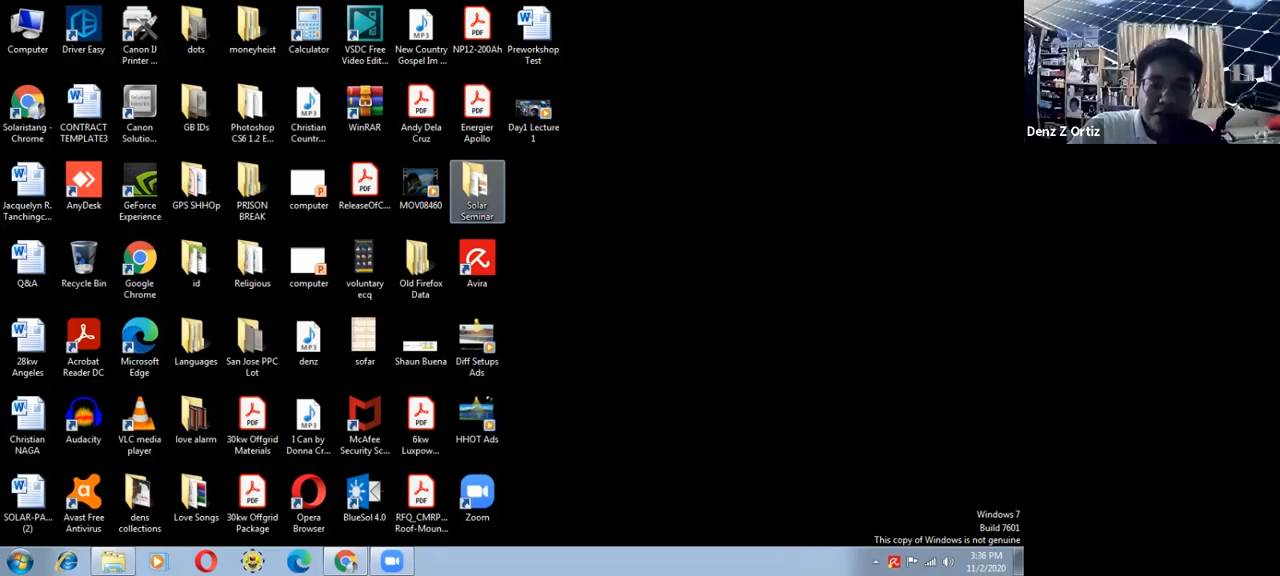 Computer
Driver Easy
Canon IJ
Printer ...
dots
moneyheist
Calculator
VSDC Free
Video Edit...
New Country
Gospel Im ...
NP12-200Ah
Preworkshop
Test
Solaristang -
Chrome
CONTRACT
TEMPLATE3
Canon
Solution...
GB IDs
Photoshop
CS6 1.2 E...
Christian
Countr...
WinRAR
Andy Dela
Cruz
Energier
Apollo
Day1 Lecture
1
Jacquelyn R.
Tanchingc...
AnyDesk
GeForce
Experience
GPS SHHOp
PRISON
BREAK
computer
ReleaseOfC...
MOV08460
Solar
Seminar
Q&A
Recycle Bin
Google
Chrome
id
Religious
computer
voluntary
ecq
Old Firefox
Data
Avira
28kw
Angeles
Acrobat
Reader DC
Microsoft
Edge
Languages
San Jose PPC
Lot
denz
sofar
Shaun Buena
Diff Setups
Ads
Christian
NAGA
Audacity
VLC media
player
love alarm
30kw Offgrid
Materials
I Can by
Donna Cr...
McAfee
Security Sc...
6kw
Luxpow...
HHOT Ads
SOLAR-PA...
(2)
Avast Free
Antivirus
dens
collections
Love Songs
30kw Offgrid
Package
Opera
Browser
BlueSol 4.0
RFQ_CMRP...
Roof-Moun...
Zoom
Denz Z Ortiz
Windows 7
Build 7601
This copy of Windows is not genuine
3:36 PM
11/2/2020